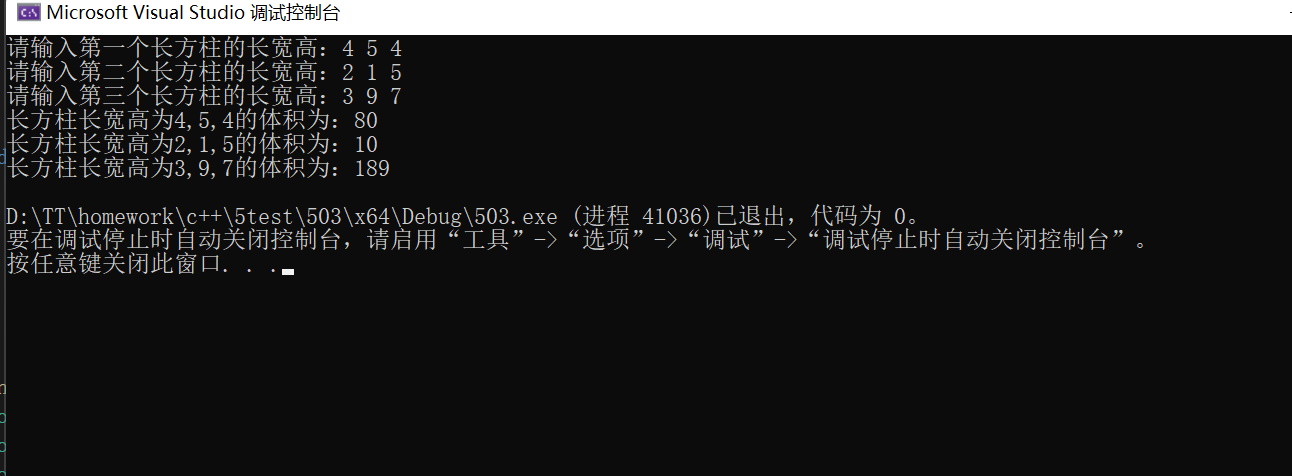 Microsoft Visual Studio 调试控制台
请输入第一个长方柱的长宽高: 4 5 4
请输入第二个长方柱的长宽高: 2 1 5
请输入第三个长方柱的长宽高: 3 9 7
长方柱长宽高为4,5,4的体积为: 80
长方柱长宽高为2,1,5的体积为: 10
长方柱长宽高为3,9,7的体积为: 189
D:\TT\homework\c++\5test\503\x64\Debug\503.exe (进程 41036)已退出，代码为 0。
要在调试停止时自动关闭控制台，请启用“工具”->“选项”->“调试”->“调试停止时自动关闭控制台”。
按任意键关闭此窗口. . .